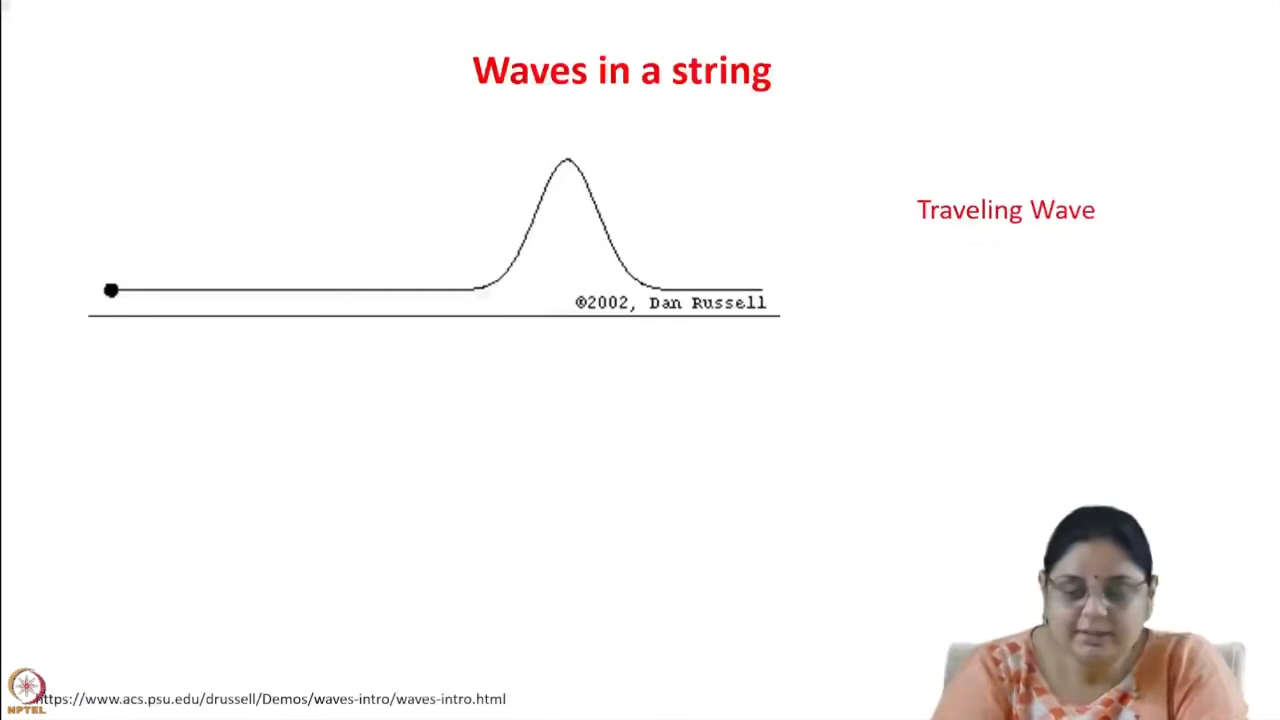 Waves in a string
Traveling Wave
©2002, Dan Russell
https://www.acs.psu.edu/drussell/Demos/waves-intro/waves-intro.html
NPTEL